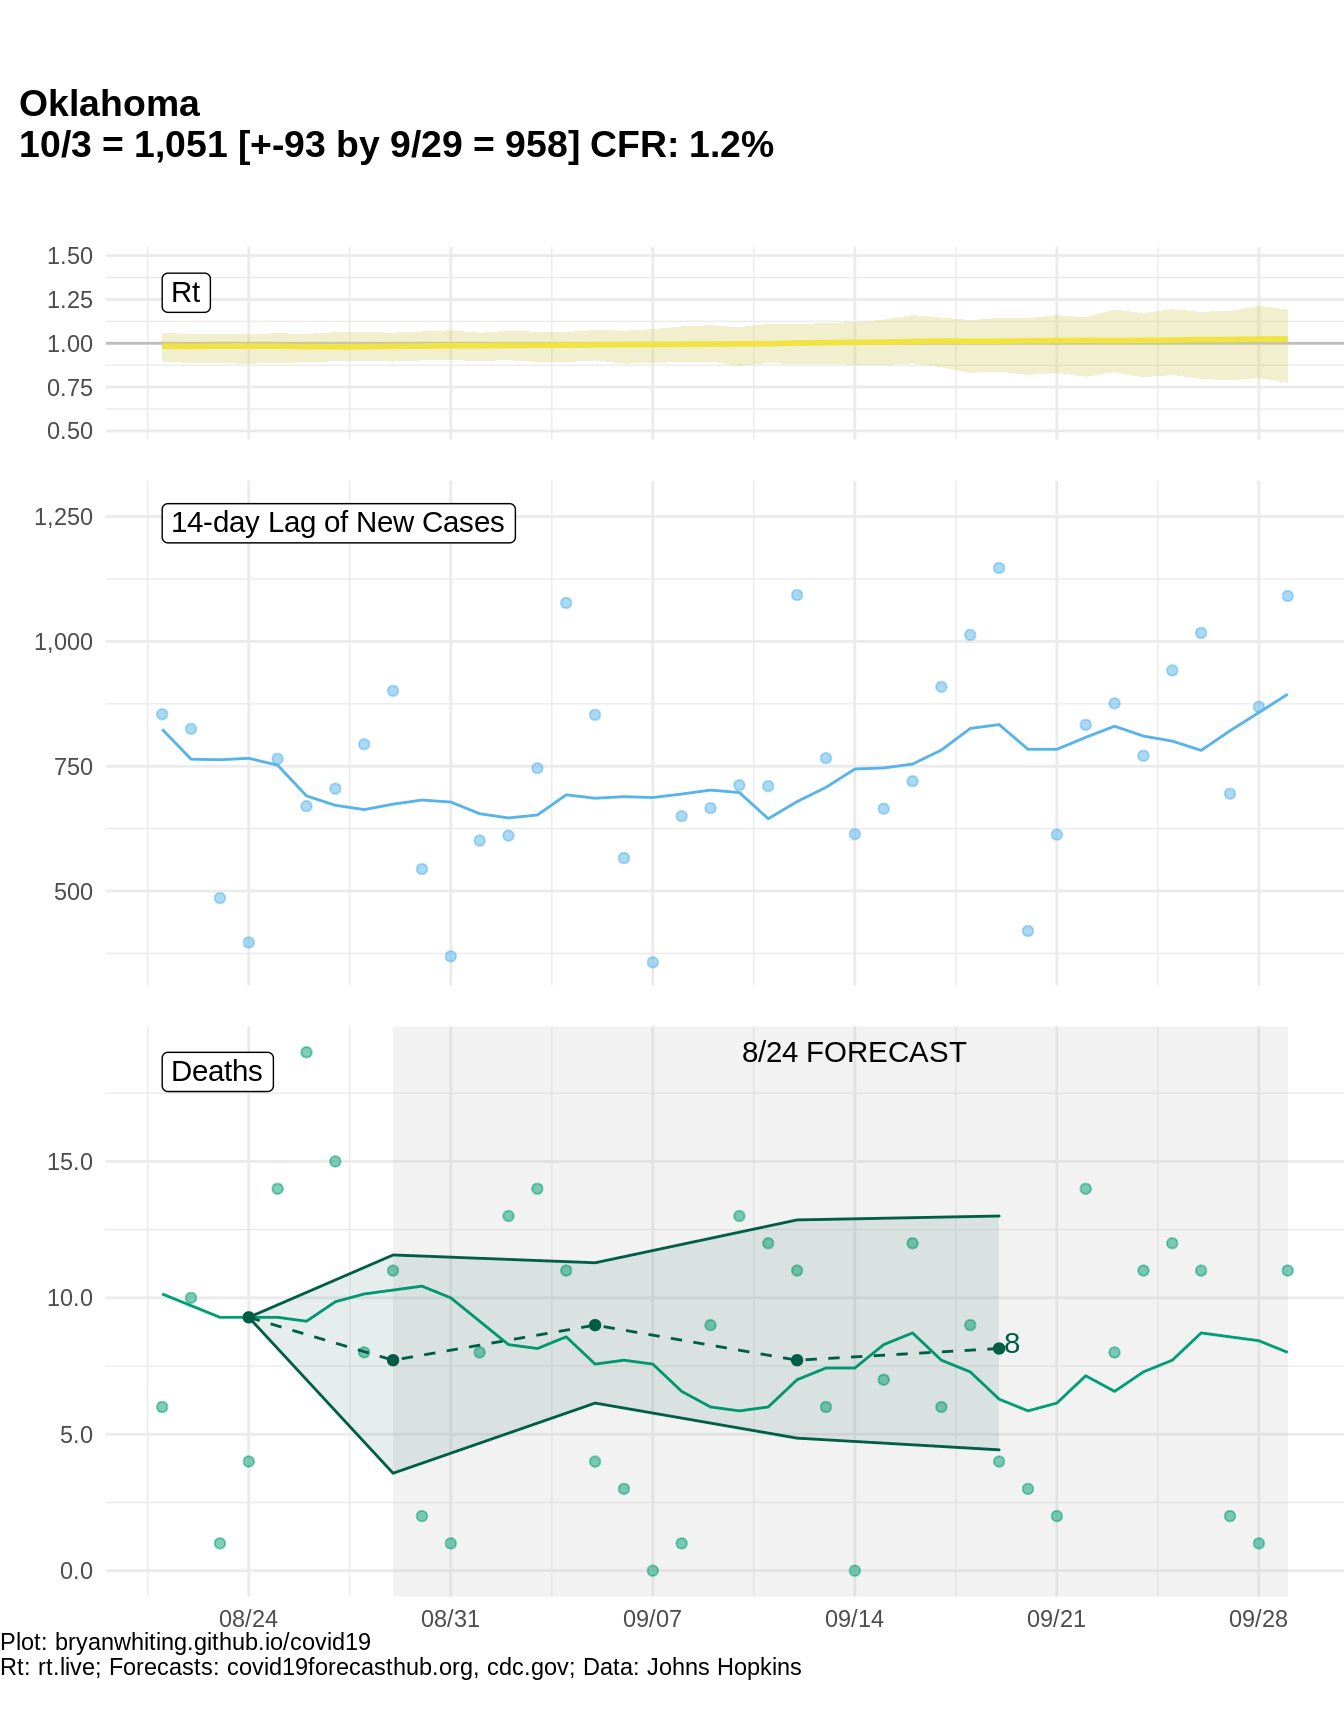 Oklahoma
10/3 = 1,051 [+-93 by 9/29 = 958] CFR: 1.2%
1.50
1.25
1.00
0.75
0.50
Rt
1,250
1,000
750
500
14-day Lag of New Cases
15.0
10.0
5.0
0.0
Deaths
8/24 FORECAST
8
08/24
08/31
09/07
09/14
09/21
09/28
Plot: bryanwhiting.github.io/covid19
Rt: rt.live; Forecasts: covid19forecasthub.org, cdc.gov; Data: Johns Hopkins